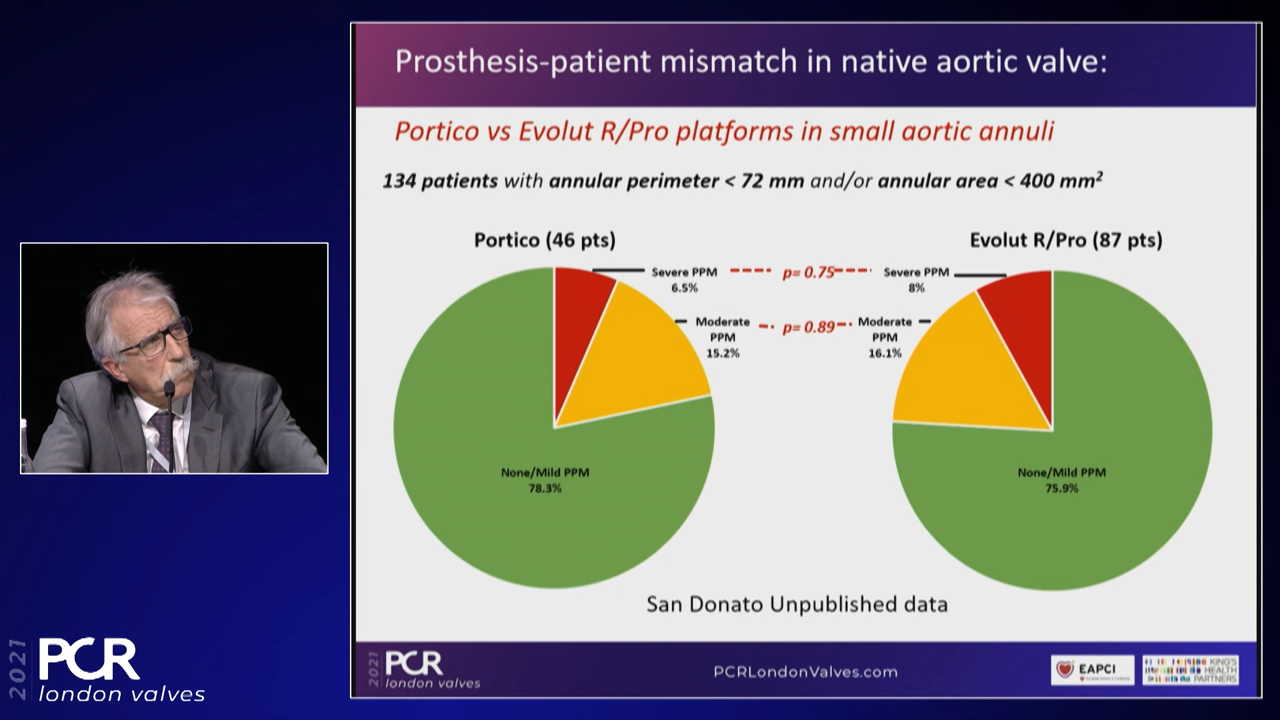 Prosthesis-patient mismatch in native aortic valve:
Portico vs Evolut R/Pro platforms in small aortic annuli
134 patients with annular perimeter < 72 mm and/or annular area < 400 mm²
Portico (46 pts)
Evolut R/Pro (87 pts)
Severe PPM
6.5%
p= 0.75
Severe PPM
8%
Moderate
PPM
15.2%
p= 0.89
Moderate
PPM
16.1%
None/Mild PPM
78.3%
None/Mild PPM
75.9%
San Donato Unpublished data
2021
PCR
london valves
PCRLondonValves.com
EAPCI
KING'S
HEALTH
PARTNERS
2021
PCR
london valves